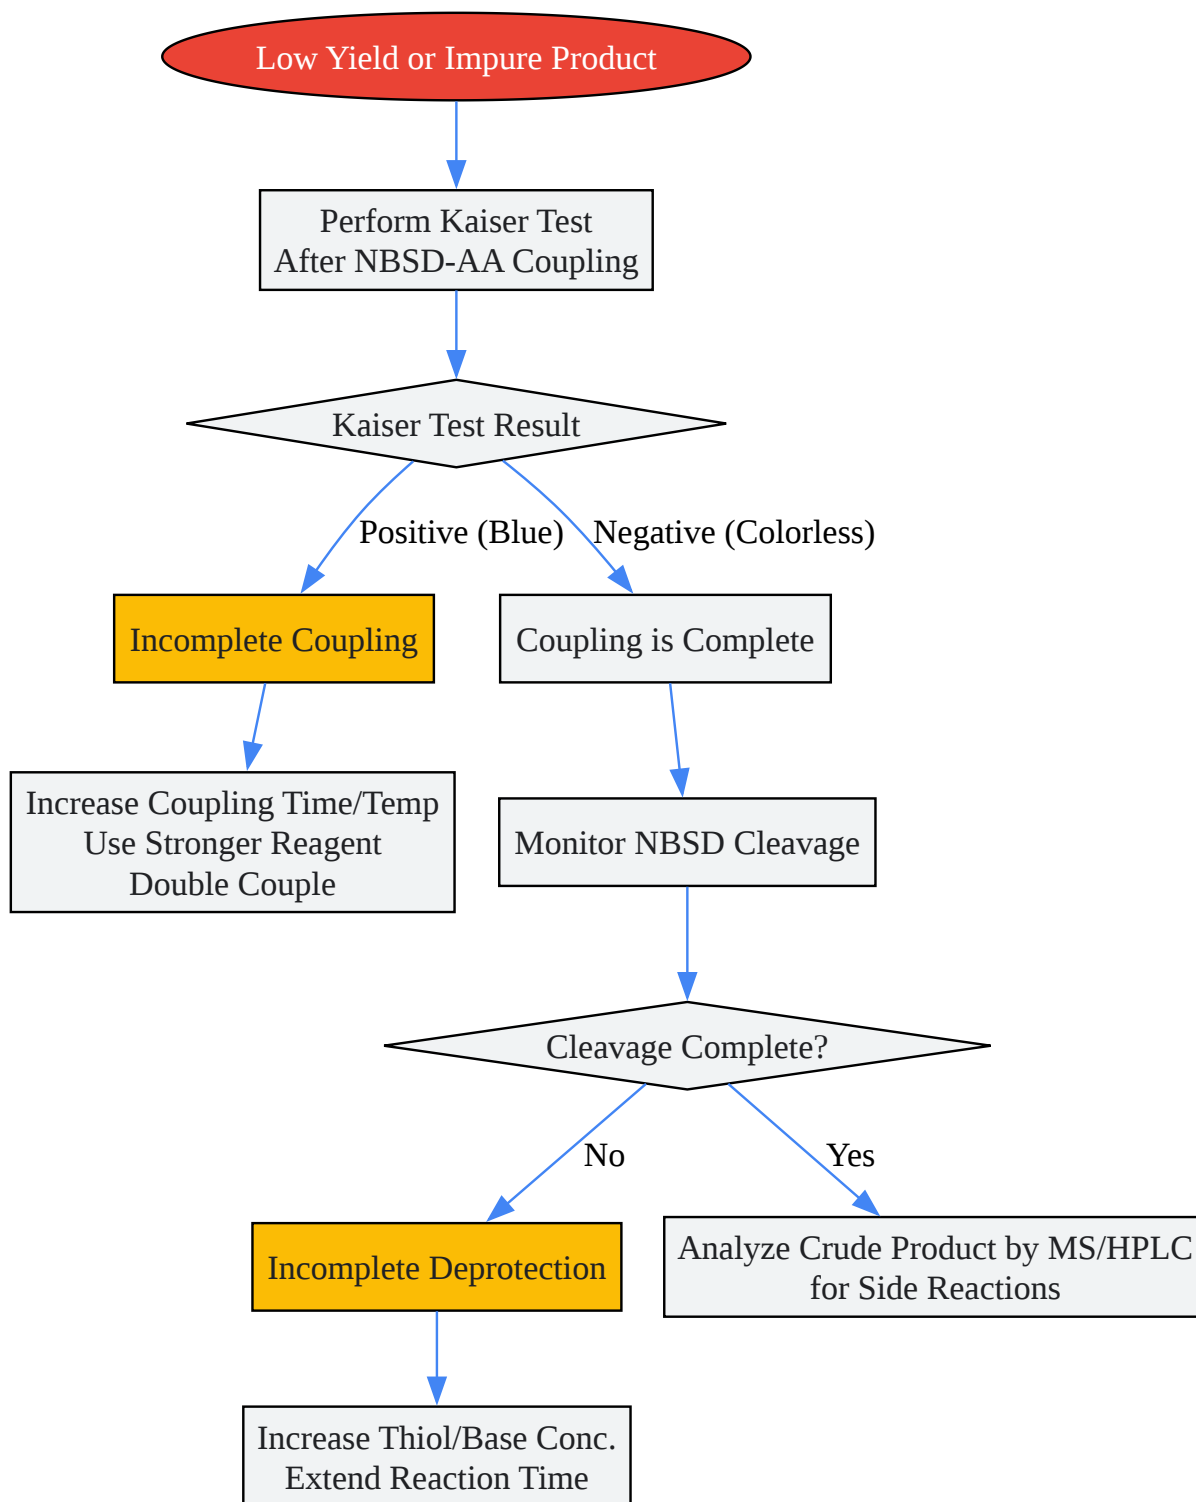 Low Yield or Impure Product
Perform Kaiser Test
After NBSD-AA Coupling
Kaiser Test Result
Positive (Blue)
Negative (Colorless)
Incomplete Coupling
Coupling is Complete
Increase Coupling Time/Temp
Use Stronger Reagent
Double Couple
Monitor NBSD Cleavage
Cleavage Complete?
No
Yes
Incomplete Deprotection
Analyze Crude Product by MS/HPLC
for Side Reactions
Increase Thiol/Base Conc.
Extend Reaction Time